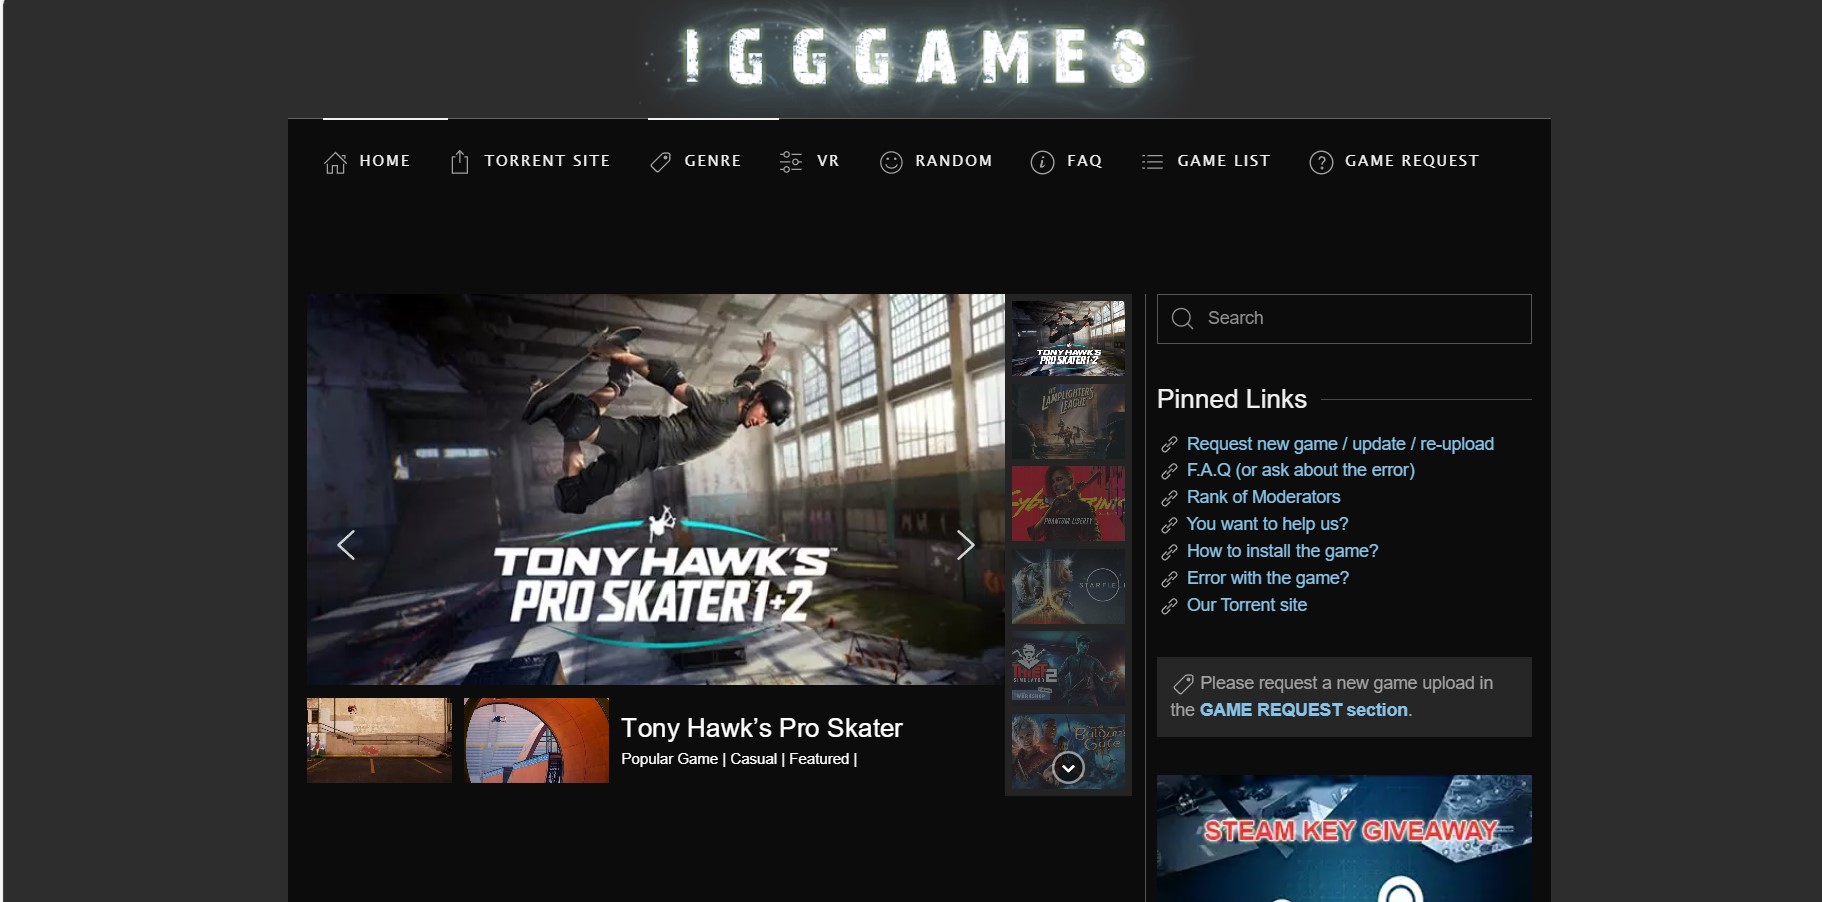 IGGGAMES
HOME
TORRENT SITE
GENRE
VR
RANDOM
FAQ
GAME LIST
GAME REQUEST
TONY HAWK'S
PRO SKATER 1+2
TONY HAWK'S
PRO SKATER 1+2
LAMPLIGHTERS
LEAGUE
PHANTOM LIBERTY
STARFIEL
THIEF
SIMULATOR 2
Baldur's
Gate
Search
Pinned Links
Request new game / update / re-upload
F.A.Q (or ask about the error)
Rank of Moderators
You want to help us?
How to install the game?
Error with the game?
Our Torrent site
Please request a new game upload in
the GAME REQUEST section.
Tony Hawk’s Pro Skater
Popular Game | Casual | Featured |
STEAM KEY GIVEAWAY